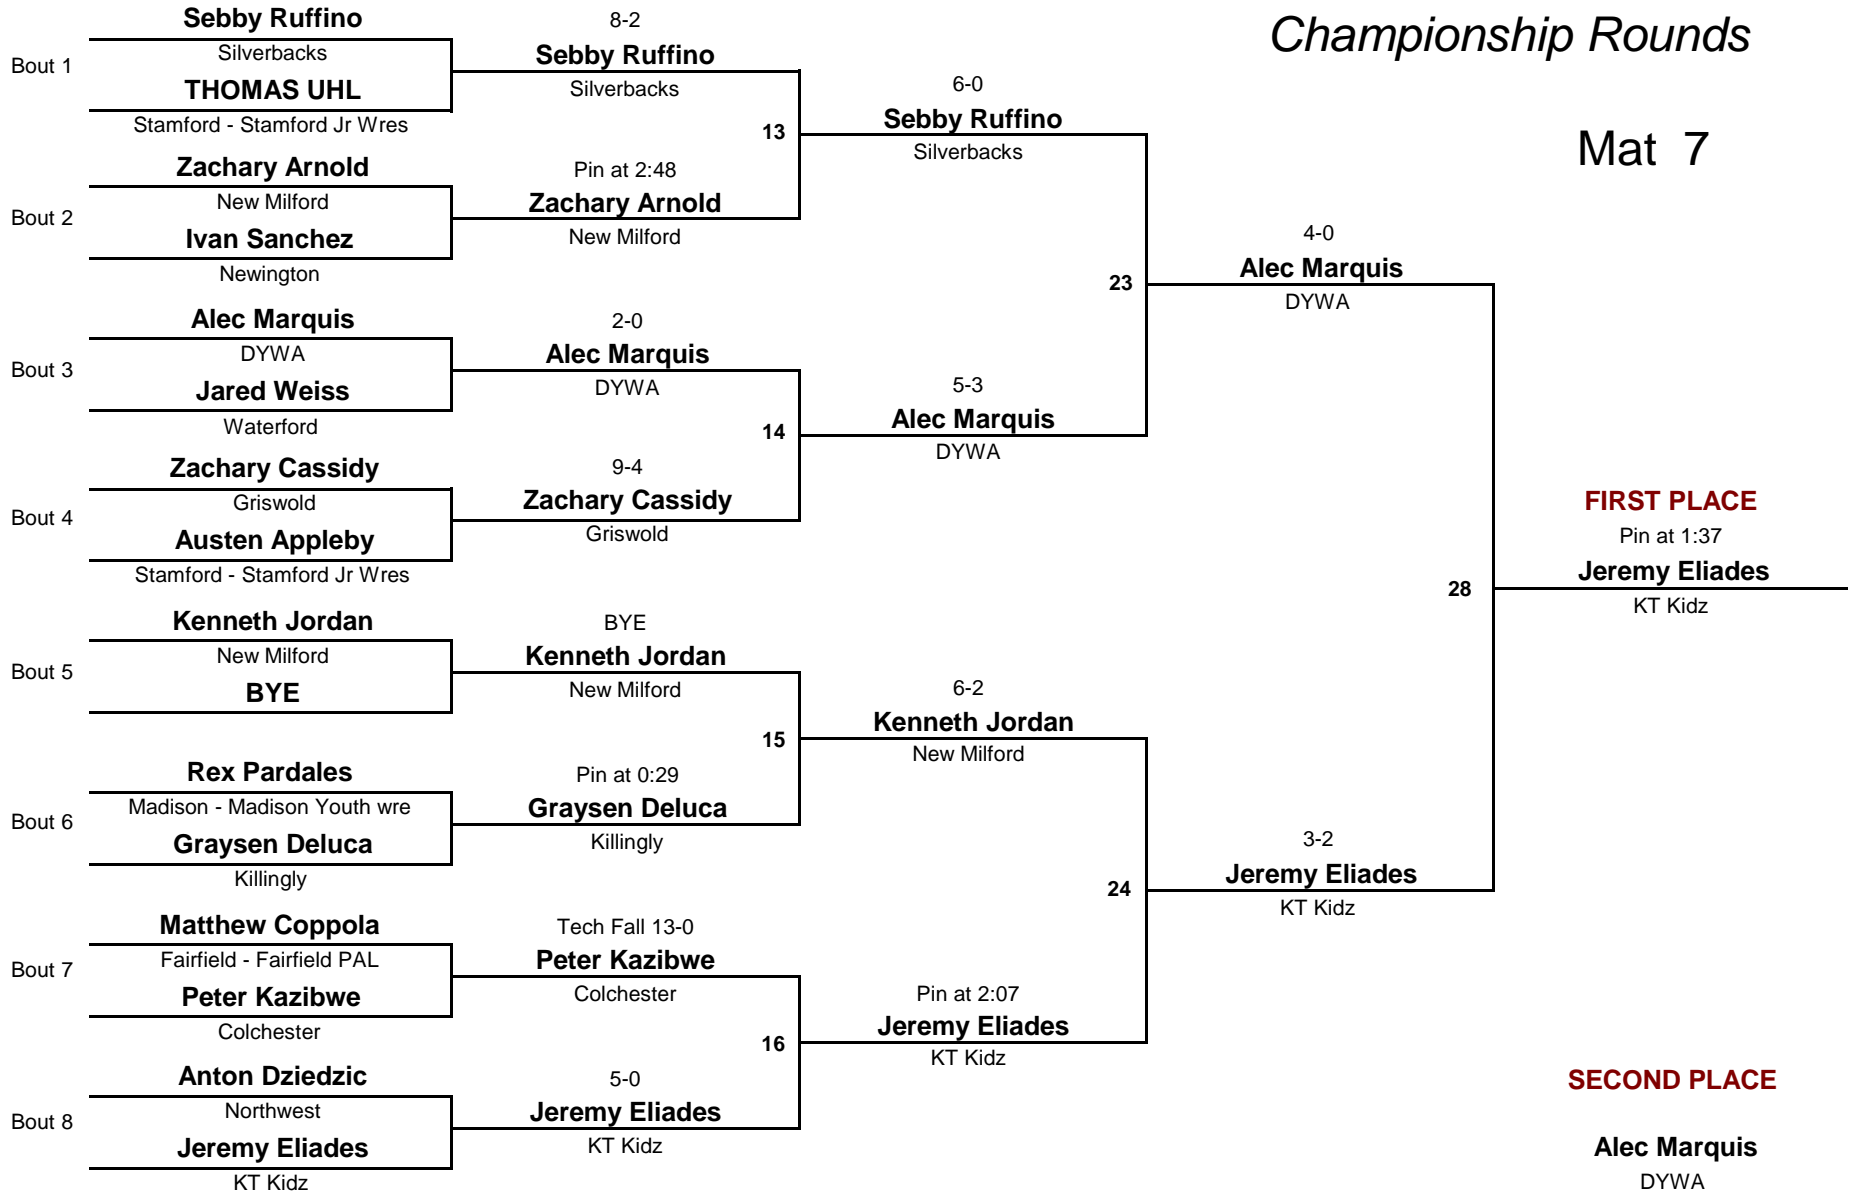 Championship Rounds
Mat 7
Bout 1
Sebby Ruffino
Silverbacks
THOMAS UHL
Stamford - Stamford Jr Wres
Bout 2
Zachary Arnold
New Milford
Ivan Sanchez
Newington
Bout 3
Alec Marquis
DYWA
Jared Weiss
Waterford
Bout 4
Zachary Cassidy
Griswold
Austen Appleby
Stamford - Stamford Jr Wres
Bout 5
Kenneth Jordan
New Milford
BYE
Bout 6
Rex Pardales
Madison - Madison Youth wre
Graysen Deluca
Killingly
Bout 7
Matthew Coppola
Fairfield - Fairfield PAL
Peter Kazibwe
Colchester
Bout 8
Anton Dziedzic
Northwest
Jeremy Eliades
KT Kidz
8-2
Sebby Ruffino
Silverbacks
13
Pin at 2:48
Zachary Arnold
New Milford
2-0
Alec Marquis
DYWA
14
9-4
Zachary Cassidy
Griswold
BYE
Kenneth Jordan
New Milford
15
Pin at 0:29
Graysen Deluca
Killingly
Tech Fall 13-0
Peter Kazibwe
Colchester
16
5-0
Jeremy Eliades
KT Kidz
6-0
Sebby Ruffino
Silverbacks
23
5-3
Alec Marquis
DYWA
6-2
Kenneth Jordan
New Milford
24
Pin at 2:07
Jeremy Eliades
KT Kidz
4-0
Alec Marquis
DYWA
28
3-2
Jeremy Eliades
KT Kidz
FIRST PLACE
Pin at 1:37
Jeremy Eliades
KT Kidz
SECOND PLACE
Alec Marquis
DYWA